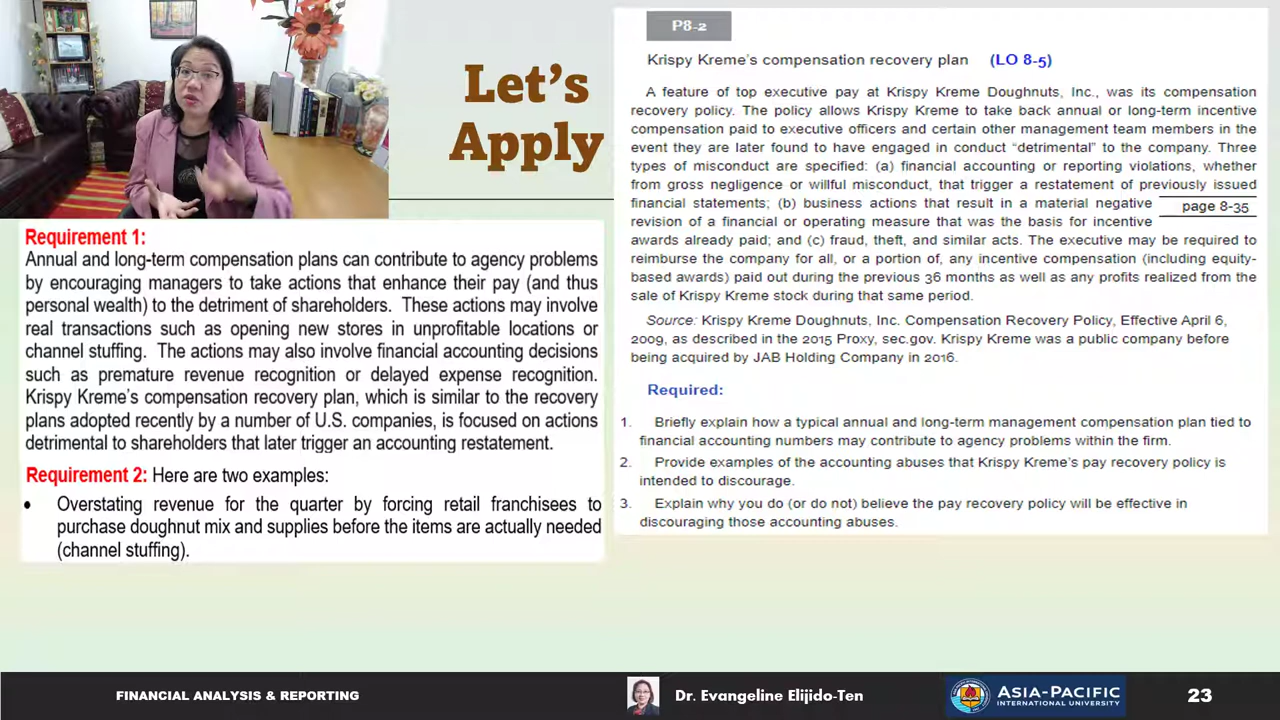 Let's
Apply
Requirement 1:
Annual and long-term compensation plans can contribute to agency problems
by encouraging managers to take actions that enhance their pay (and thus
personal wealth) to the detriment of shareholders. These actions may involve
real transactions such as opening new stores in unprofitable locations or
channel stuffing. The actions may also involve financial accounting decisions
such as premature revenue recognition or delayed expense recognition.
Krispy Kreme's compensation recovery plan, which is similar to the recovery
plans adopted recently by a number of U.S. companies, is focused on actions
detrimental to shareholders that later trigger an accounting restatement.
Requirement 2: Here are two examples:
• Overstating revenue for the quarter by forcing retail franchisees to
purchase doughnut mix and supplies before the items are actually needed
(channel stuffing).
P8-2
Krispy Kreme's compensation recovery plan (LO 8-5)
A feature of top executive pay at Krispy Kreme Doughnuts, Inc., was its compensation
recovery policy. The policy allows Krispy Kreme to take back annual or long-term incentive
compensation paid to executive officers and certain other management team members in the
event they are later found to have engaged in conduct “detrimental” to the company. Three
types of misconduct are specified: (a) financial accounting or reporting violations, whether
from gross negligence or willful misconduct, that trigger a restatement of previously issued
financial statements; (b) business actions that result in a material negative
page 8-35
revision of a financial or operating measure that was the basis for incentive
awards already paid; and (c) fraud, theft, and similar acts. The executive may be required to
reimburse the company for all, or a portion of, any incentive compensation (including equity-
based awards) paid out during the previous 36 months as well as any profits realized from the
sale of Krispy Kreme stock during that same period.
Source: Krispy Kreme Doughnuts, Inc. Compensation Recovery Policy, Effective April 6,
2009, as described in the 2015 Proxy, sec.gov. Krispy Kreme was a public company before
being acquired by JAB Holding Company in 2016.
Required:
1. Briefly explain how a typical annual and long-term management compensation plan tied to
financial accounting numbers may contribute to agency problems within the firm.
2. Provide examples of the accounting abuses that Krispy Kreme's pay recovery policy is
intended to discourage.
3. Explain why you do (or do not) believe the pay recovery policy will be effective in
discouraging those accounting abuses.
FINANCIAL ANALYSIS & REPORTING
Dr. Evangeline Elijido-Ten
ASIA-PACIFIC
INTERNATIONAL UNIVERSITY
23